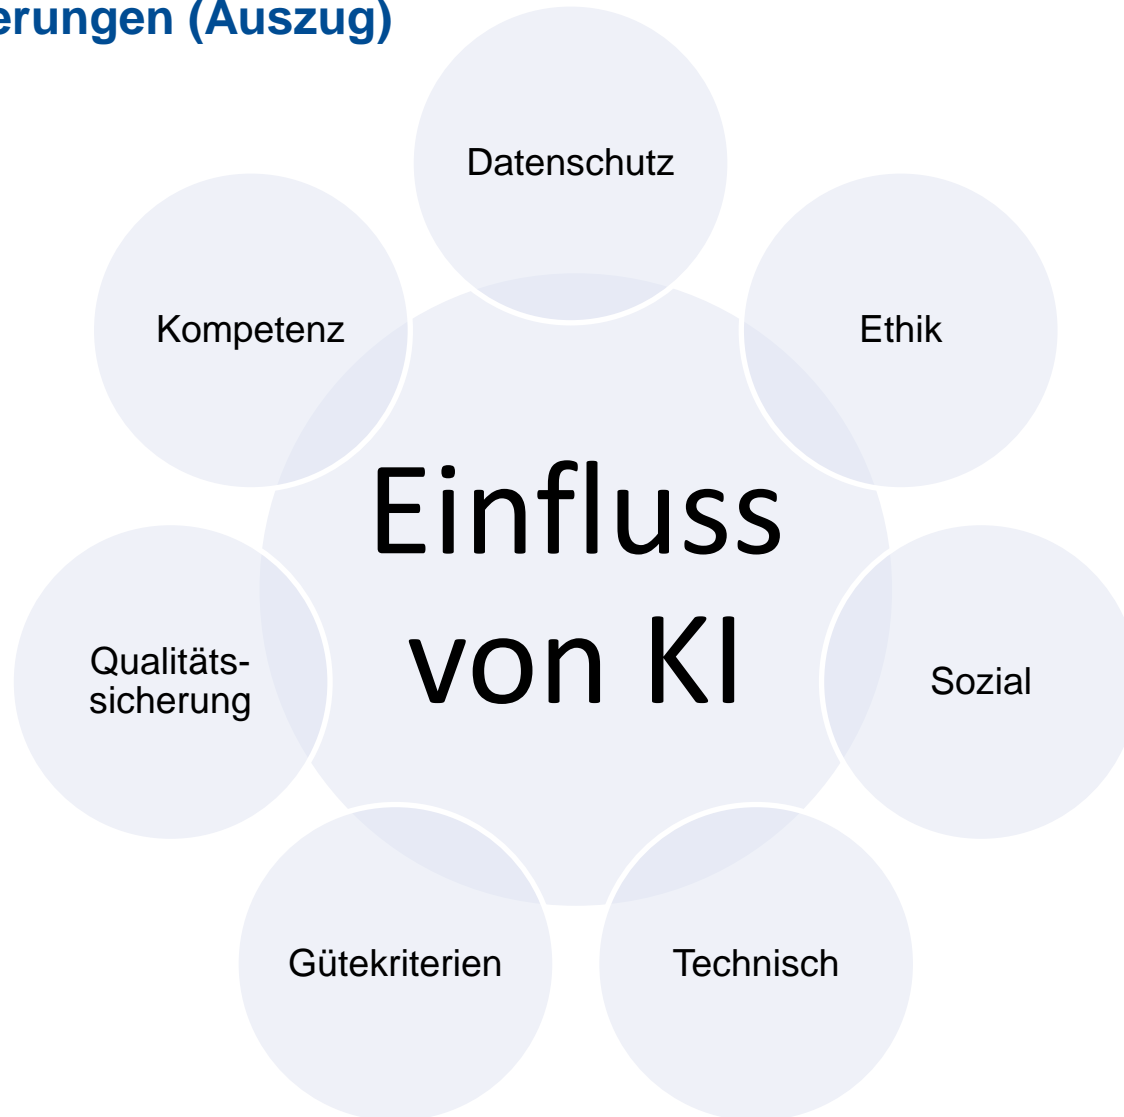 erungen (Auszug)
Datenschutz
Kompetenz
Ethik
Einfluss
von KI
Qualitäts-
sicherung
Sozial
Gütekriterien
Technisch